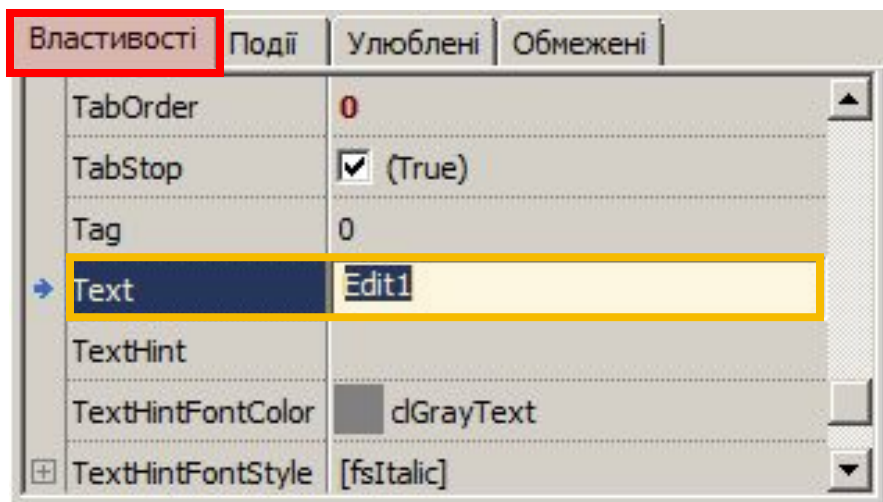 Властивості Події Улюблені Обмежені
TabOrder 0
TabStop (True)
Tag 0
Text Edit1
TextHint
TextHintFontColor clGrayText
TextHintFontStyle [fsItalic]